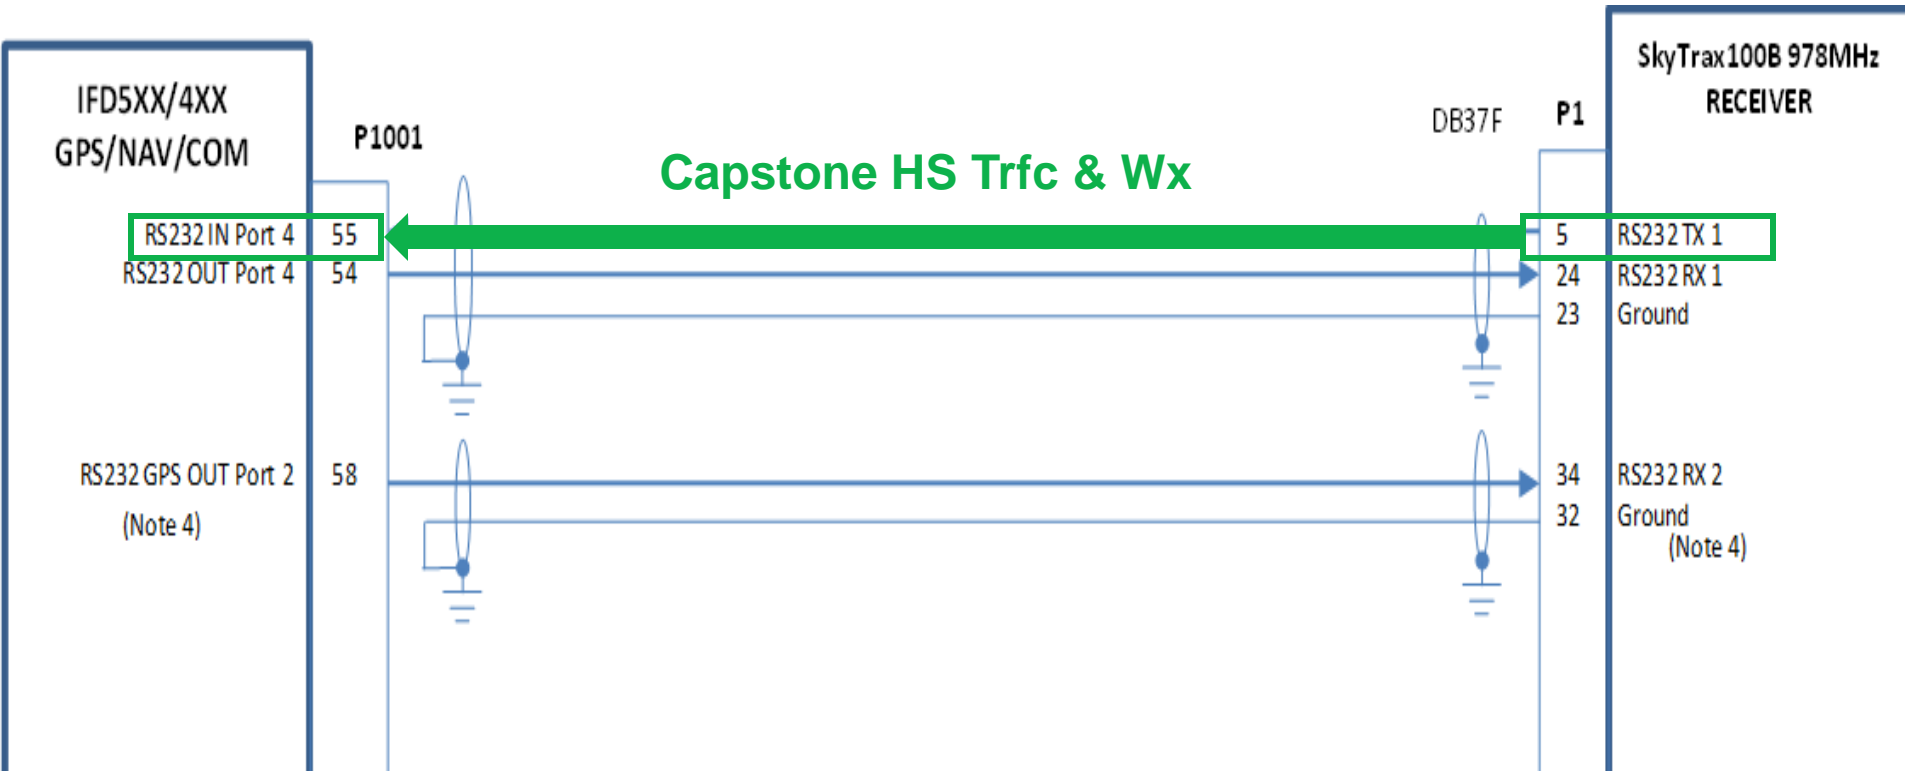 IFD5XX/4XX
GPS/NAV/COM
P1001
RS232 IN Port 4 55
RS232 OUT Port 4 54
RS232 GPS OUT Port 2 58
(Note 4)
Capstone HS Trfc & Wx
DB37F P1
SkyTrax100B 978MHz
RECEIVER
5 RS232 TX 1
24 RS232 RX 1
23 Ground
34 RS232 RX 2
32 Ground
(Note 4)